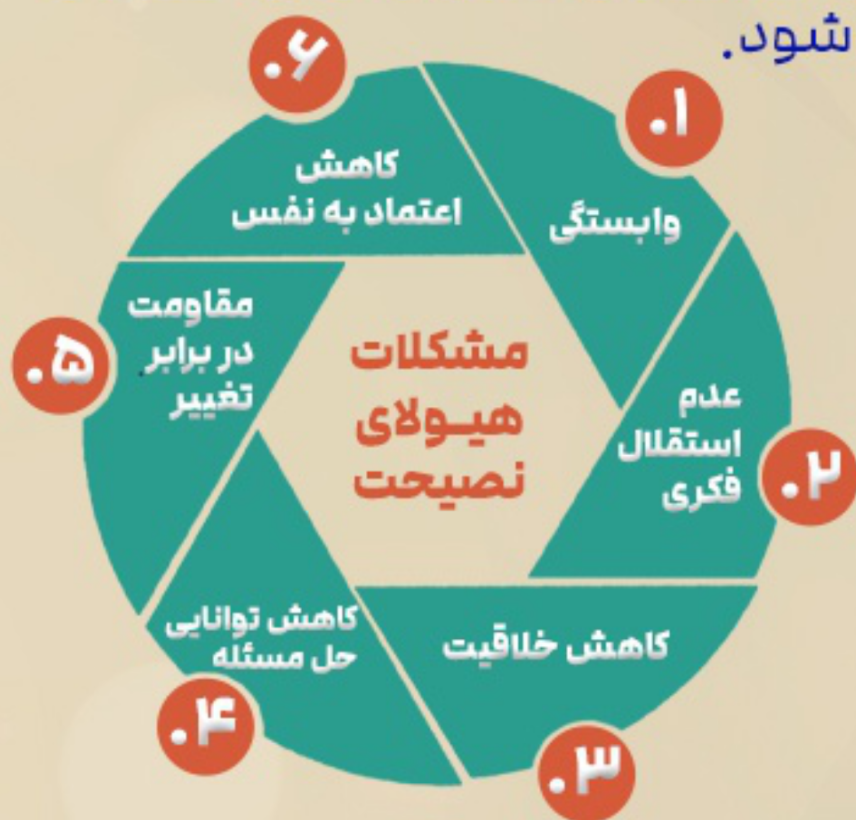 شود.
مشکلات
هیولای
نصیحت
۱.
وابستگی
۲.
عدم
استقلال
فکری
۳.
کاهش خلاقیت
۴.
کاهش توانایی
حل مسئله
۵.
مقاومت
در برابر
تغییر
۶.
کاهش
اعتماد به نفس